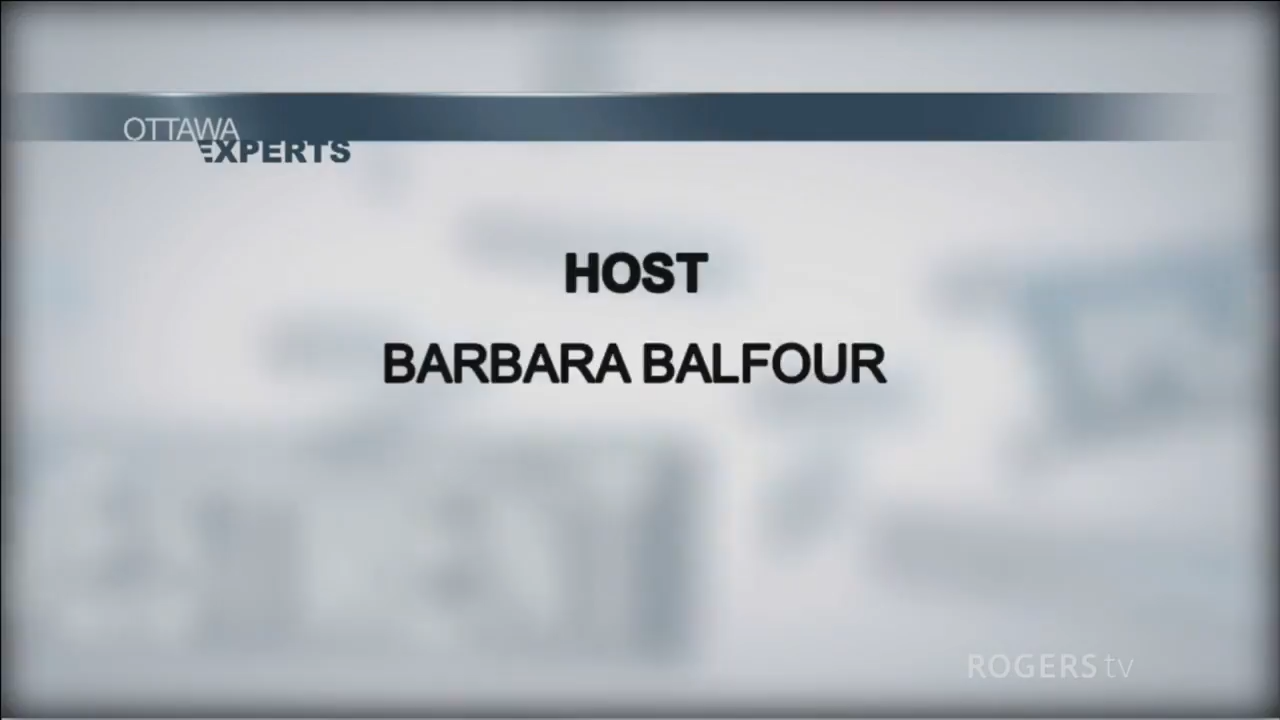 OTTAWA
EXPERTS
HOST
BARBARA BALFOUR
ROGERS tv